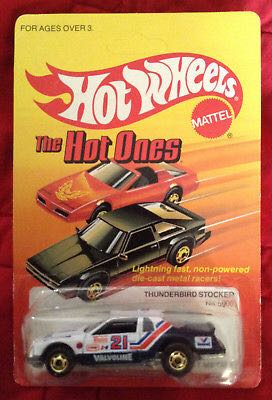 FOR AGES OVER 3.
Hot Wheels
MATTEL
®
The Hot Ones
Lightning fast, non-powered
die-cast metal racers!
THUNDERBIRD STOCKER
No.
21
VALVOLINE